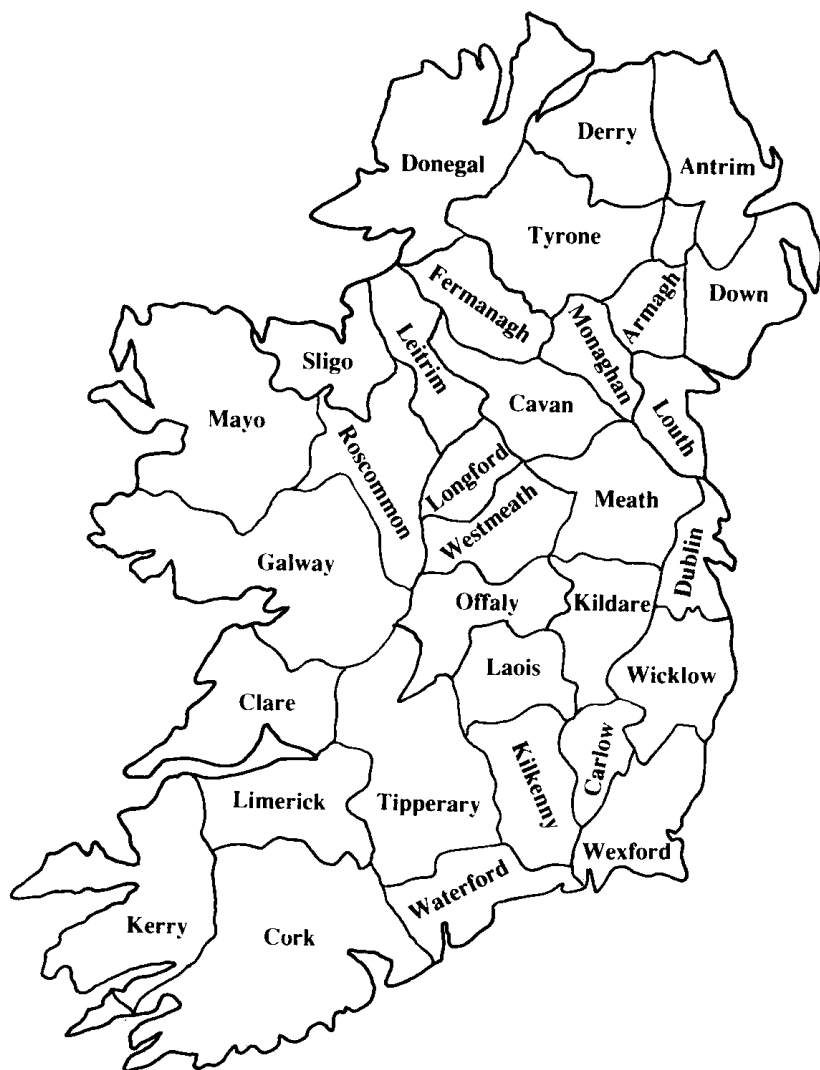 Derry
Donegal
Antrim
Tyrone
Fermanagh
Armagh
Down
Monaghan
Leitrim
Sligo
Cavan
Mayo
Louth
Roscommon
Longford
Meath
Westmeath
Dublin
Galway
Offaly
Kildare
Laois
Wicklow
Clare
Carlow
Kilkenny
Limerick
Tipperary
Wexford
Waterford
Kerry
Cork